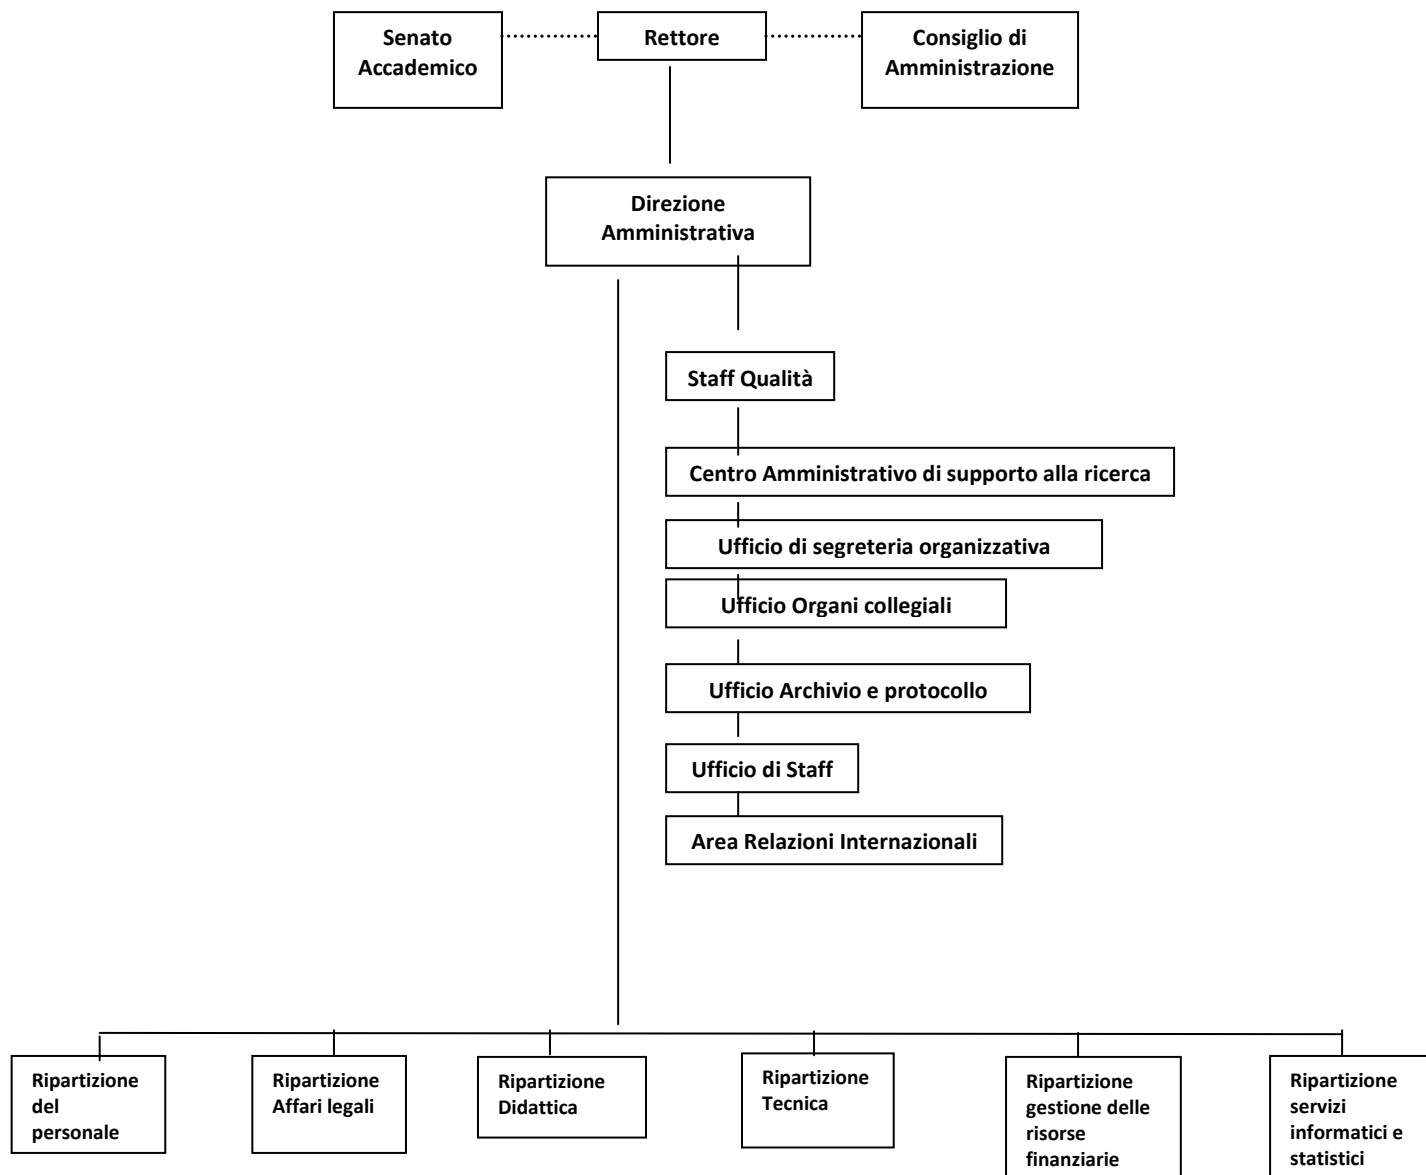 Senato
Accademico
Rettore
Consiglio di
Amministrazione
Direzione
Amministrativa
Staff Qualità
Centro Amministrativo di supporto alla ricerca
Ufficio di segreteria organizzativa
Ufficio Organi collegiali
Ufficio Archivio e protocollo
Ufficio di Staff
Area Relazioni Internazionali
Ripartizione
del
personale
Ripartizione
Affari legali
Ripartizione
Didattica
Ripartizione
Tecnica
Ripartizione
gestione delle
risorse
finanziarie
Ripartizione
servizi
informatici e
statistici